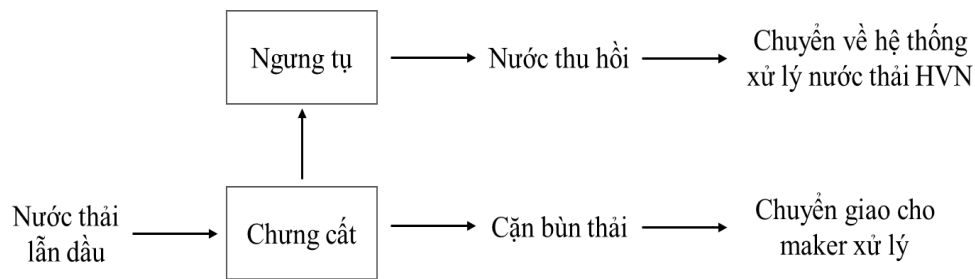 Ngưng tụ
Nước thu hồi
Chuyển về hệ thống
xử lý nước thải HVN
Nước thải
lẫn dầu
Chưng cất
Cặn bùn thải
Chuyển giao cho
maker xử lý